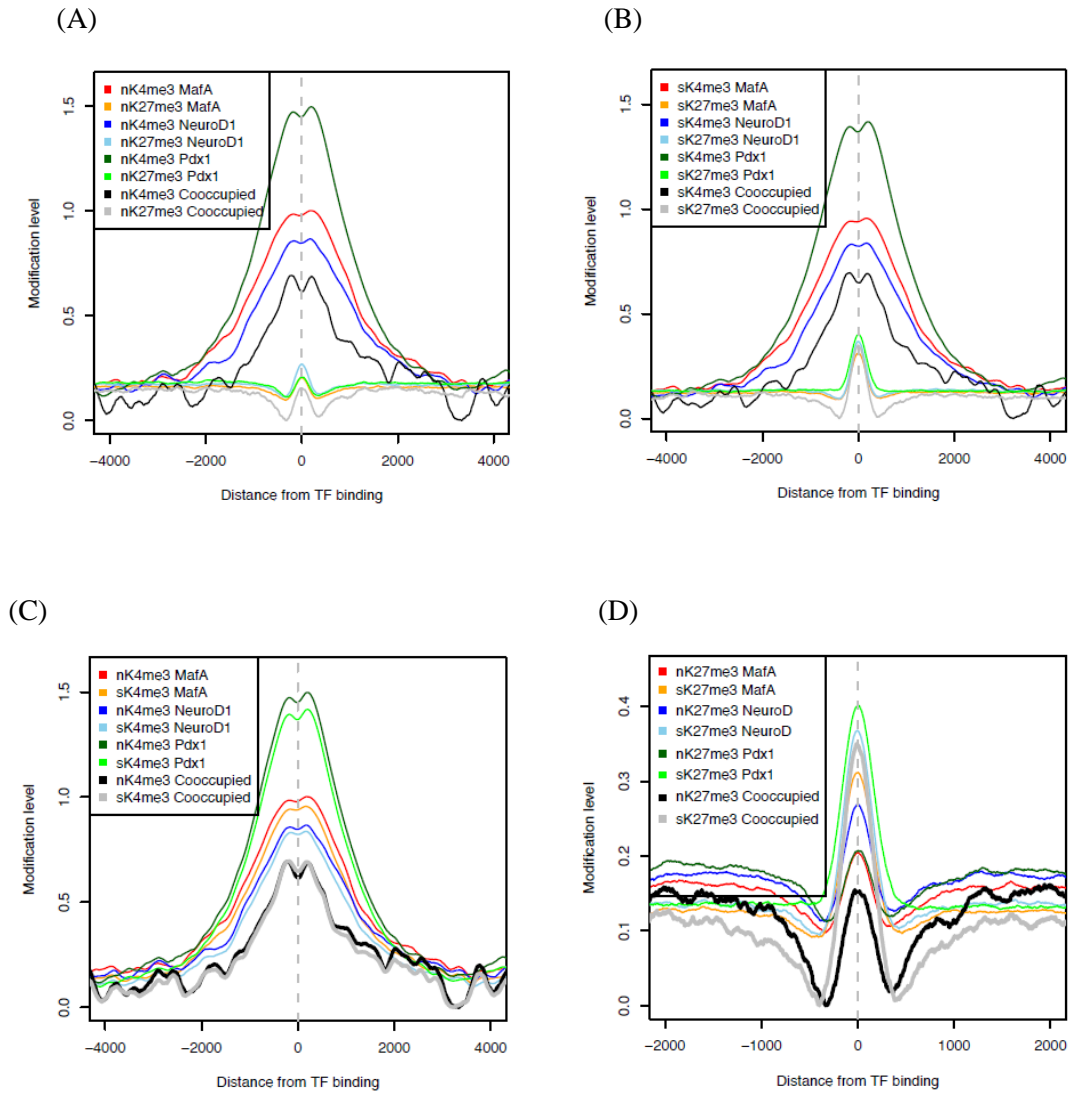 (A)
nK4me3 MafA
nK27me3 MafA
nK4me3 NeuroD1
nK27me3 NeuroD1
nK4me3 Pdx1
nK27me3 Pdx1
nK4me3 Cooccupied
nK27me3 Cooccupied
Modification level
0.0
0.5
1.0
1.5
−4000
−2000
0
2000
4000
Distance from TF binding
(B)
sK4me3 MafA
sK27me3 MafA
sK4me3 NeuroD1
sK27me3 NeuroD1
sK4me3 Pdx1
sK27me3 Pdx1
sK4me3 Cooccupied
sK27me3 Cooccupied
Modification level
0.0
0.5
1.0
1.5
−4000
−2000
0
2000
4000
Distance from TF binding
(C)
nK4me3 MafA
sK4me3 MafA
nK4me3 NeuroD1
sK4me3 NeuroD1
nK4me3 Pdx1
sK4me3 Pdx1
nK4me3 Cooccupied
sK4me3 Cooccupied
Modification level
0.0
0.5
1.0
1.5
−4000
−2000
0
2000
4000
Distance from TF binding
(D)
nK27me3 MafA
sK27me3 MafA
nK27me3 NeuroD
sK27me3 NeuroD
nK27me3 Pdx1
sK27me3 Pdx1
nK27me3 Cooccupied
sK27me3 Cooccupied
Modification level
0.0
0.1
0.2
0.3
0.4
−2000
−1000
0
1000
2000
Distance from TF binding